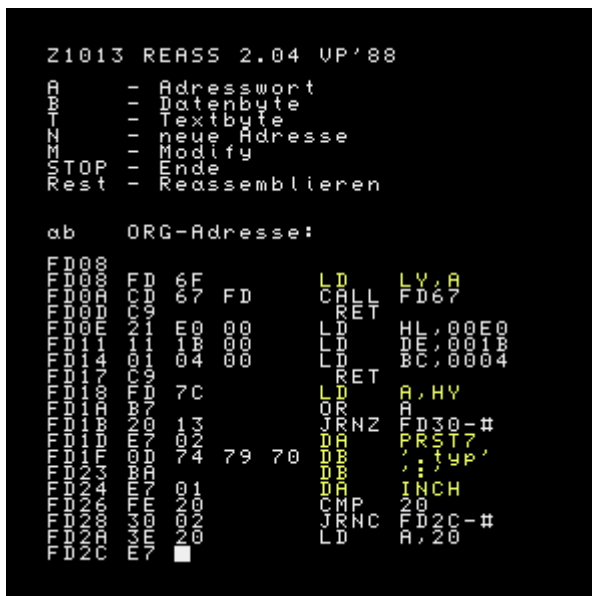 Z1013 REASS 2.04 VP'88
A - Adresswort
B - Datenbyte
T - Textbyte
N - neue Adresse
M - Modify
STOP - Ende
Rest - Reassemblieren
ab ORG-Adresse:
FD08
FD08 FD 6F LD LY,A
FD0A CD 67 FD CALL FD67
FD0D C9 RET
FD0E 21 E0 00 LD HL,00E0
FD11 11 1B 00 LD DE,001B
FD14 01 04 00 LD BC,0004
FD17 C9 RET
FD18 FD 7C LD A,HY
FD1A B7 OR A
FD1B 20 13 JRNZ FD30-#
FD1D E7 02 DA PRST7
FD1F 0D 74 79 70 DB '.typ'
FD23 BA DB ':'
FD24 E7 01 DA INCH
FD26 FE 20 CMP 20
FD28 30 02 JRNC FD2C-#
FD2A 3E 20 LD A,20
FD2C E7